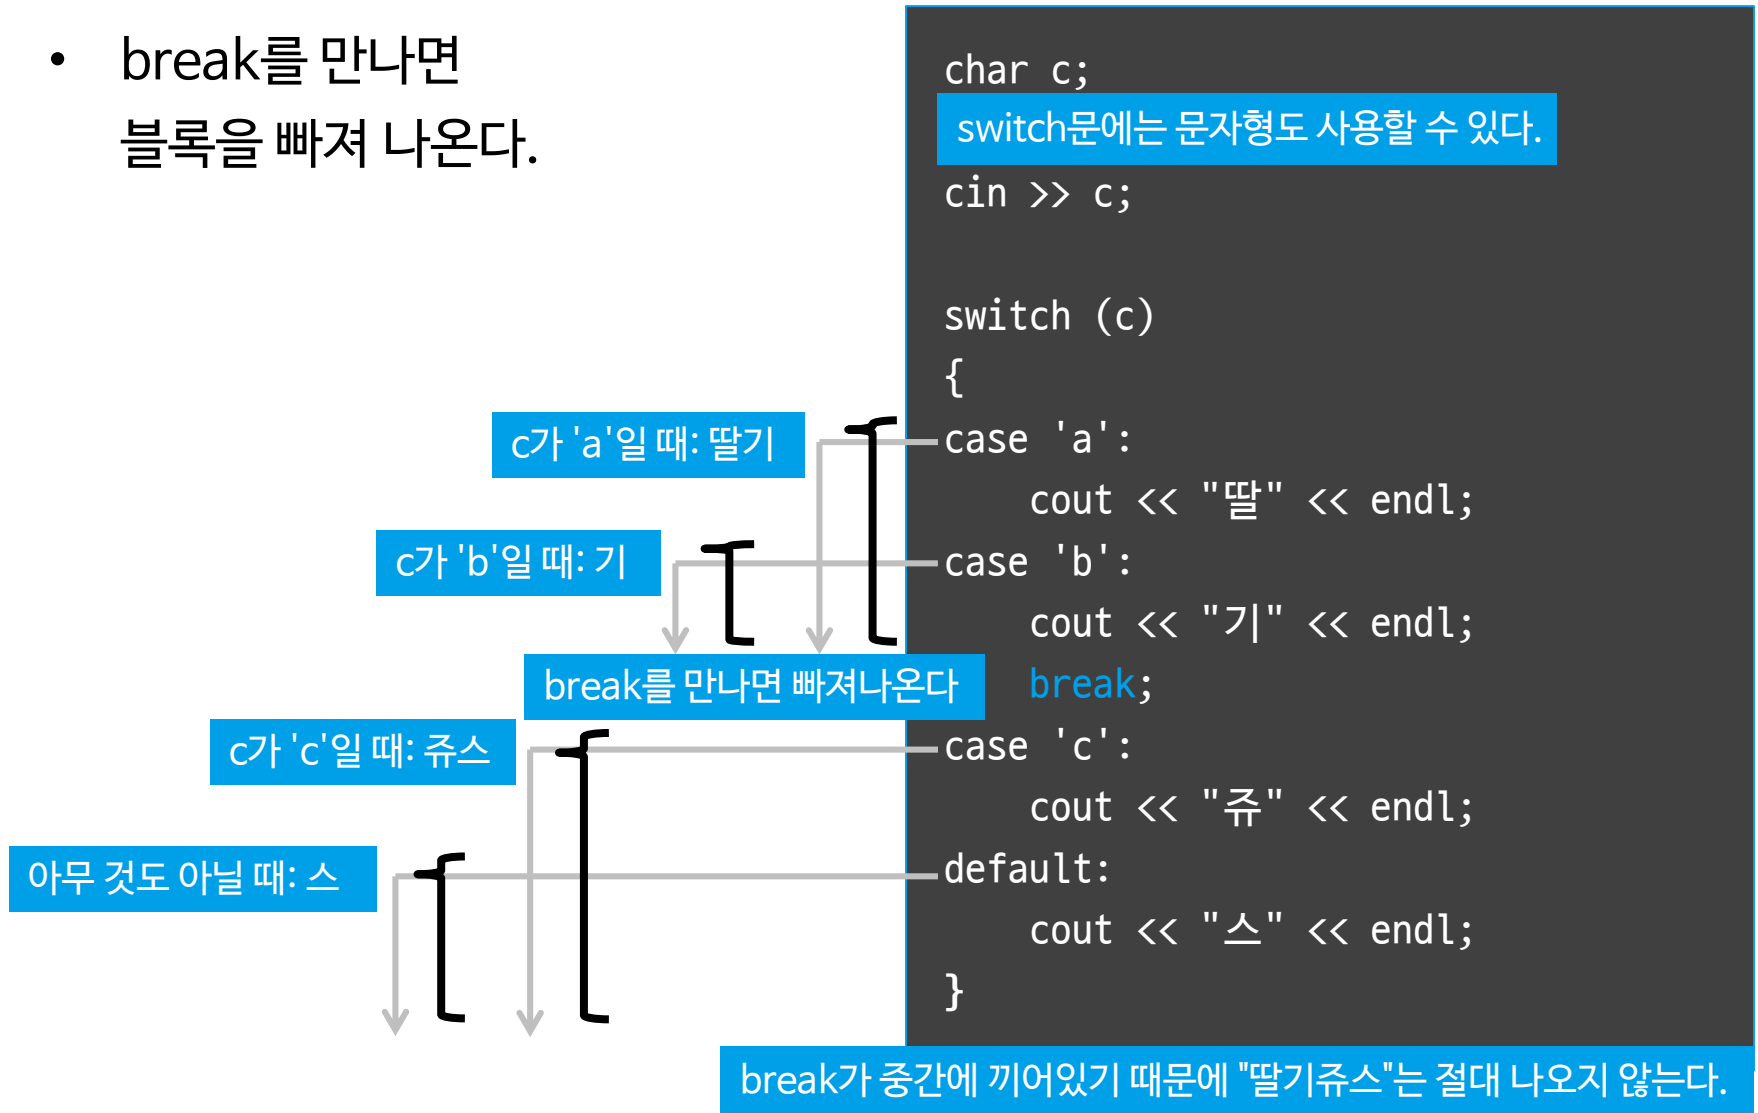 • break를 만나면
블록을 빠져 나온다.
char c;
switch문에는 문자형도 사용할 수 있다.
cin >> c;
switch (c)
{
case 'a':
cout << "딸" << endl;
case 'b':
cout << "기" << endl;
break;
case 'c':
cout << "쥬" << endl;
default:
cout << "스" << endl;
}
c가 'a'일 때: 딸기
c가 'b'일 때: 기
break를 만나면 빠져나온다
c가 'c'일 때: 쥬스
아무 것도 아닐 때: 스
break가 중간에 끼어있기 때문에 "딸기쥬스"는 절대 나오지 않는다.